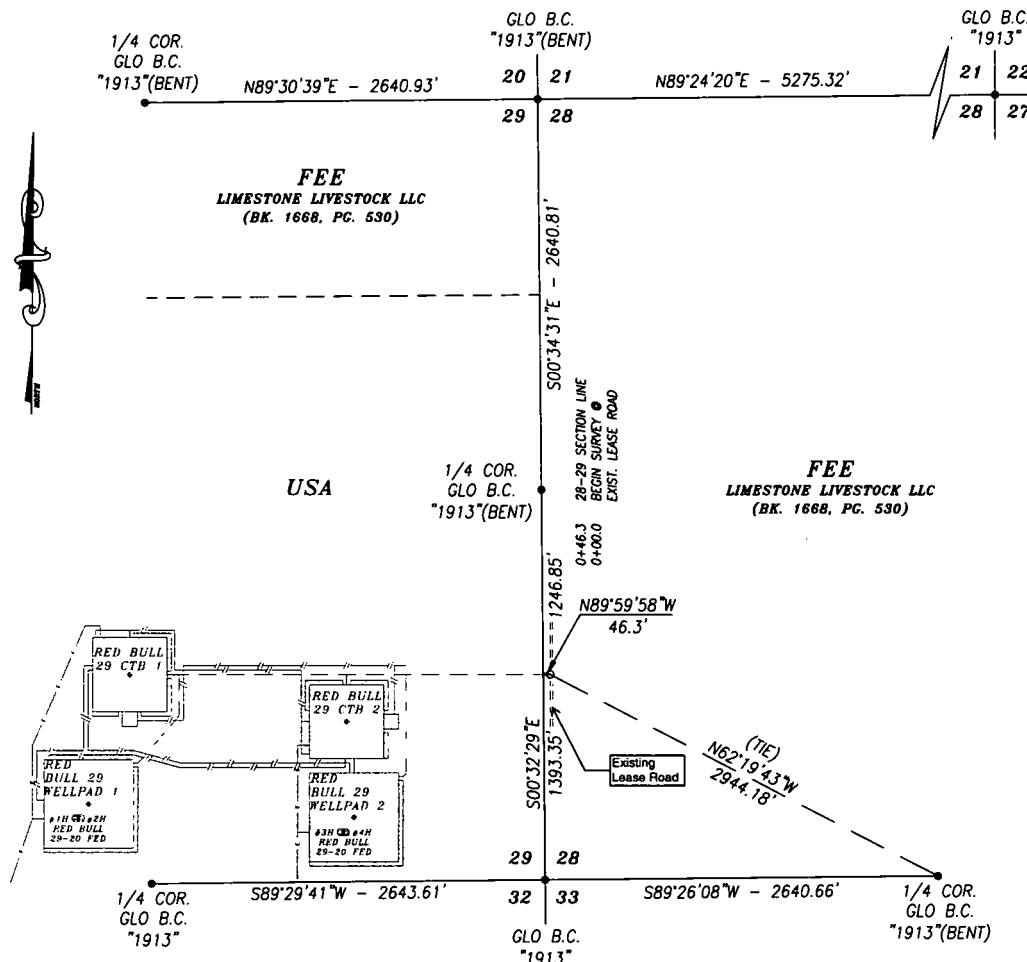 GLO B.C.
"1913"(BENT)
GLO B.C.
"1913"
1/4 COR.
GLO B.C.
"1913"(BENT)
N89°30'39"E - 2640.93'
20 21
29 28
N89°24'20"E - 5275.32'
21 22
28 27
FEE
LIMESTONE LIVESTOCK LLC
(BK. 1668, PG. 530)
NORTH
S00°34'31"E - 2640.81'
0+46.3 28-29 SECTION LINE
0+00.0 BEGIN SURVEY @
EXIST. LEASE ROAD
USA
1/4 COR.
GLO B.C.
"1913"(BENT)
FEE
LIMESTONE LIVESTOCK LLC
(BK. 1668, PG. 530)
1246.85'
N89°59'58"W
46.3'
RED BULL
29 CTB 1
RED BULL
29 CTB 2
S00°32'29"E
1393.35'
(TIE)
N62°19'43"W
2944.18'
Existing
Lease Road
RED
BULL 29
WELLPAD 1
#1H #2H
RED BULL
29-20 FED
RED
BULL 29
WELLPAD 2
#3H #4H
RED BULL
29-20 FED
29 28
32 33
S89°29'41"W - 2643.61'
S89°26'08"W - 2640.66'
1/4 COR.
GLO B.C.
"1913"
GLO B.C.
"1913"
1/4 COR.
GLO B.C.
"1913"(BENT)